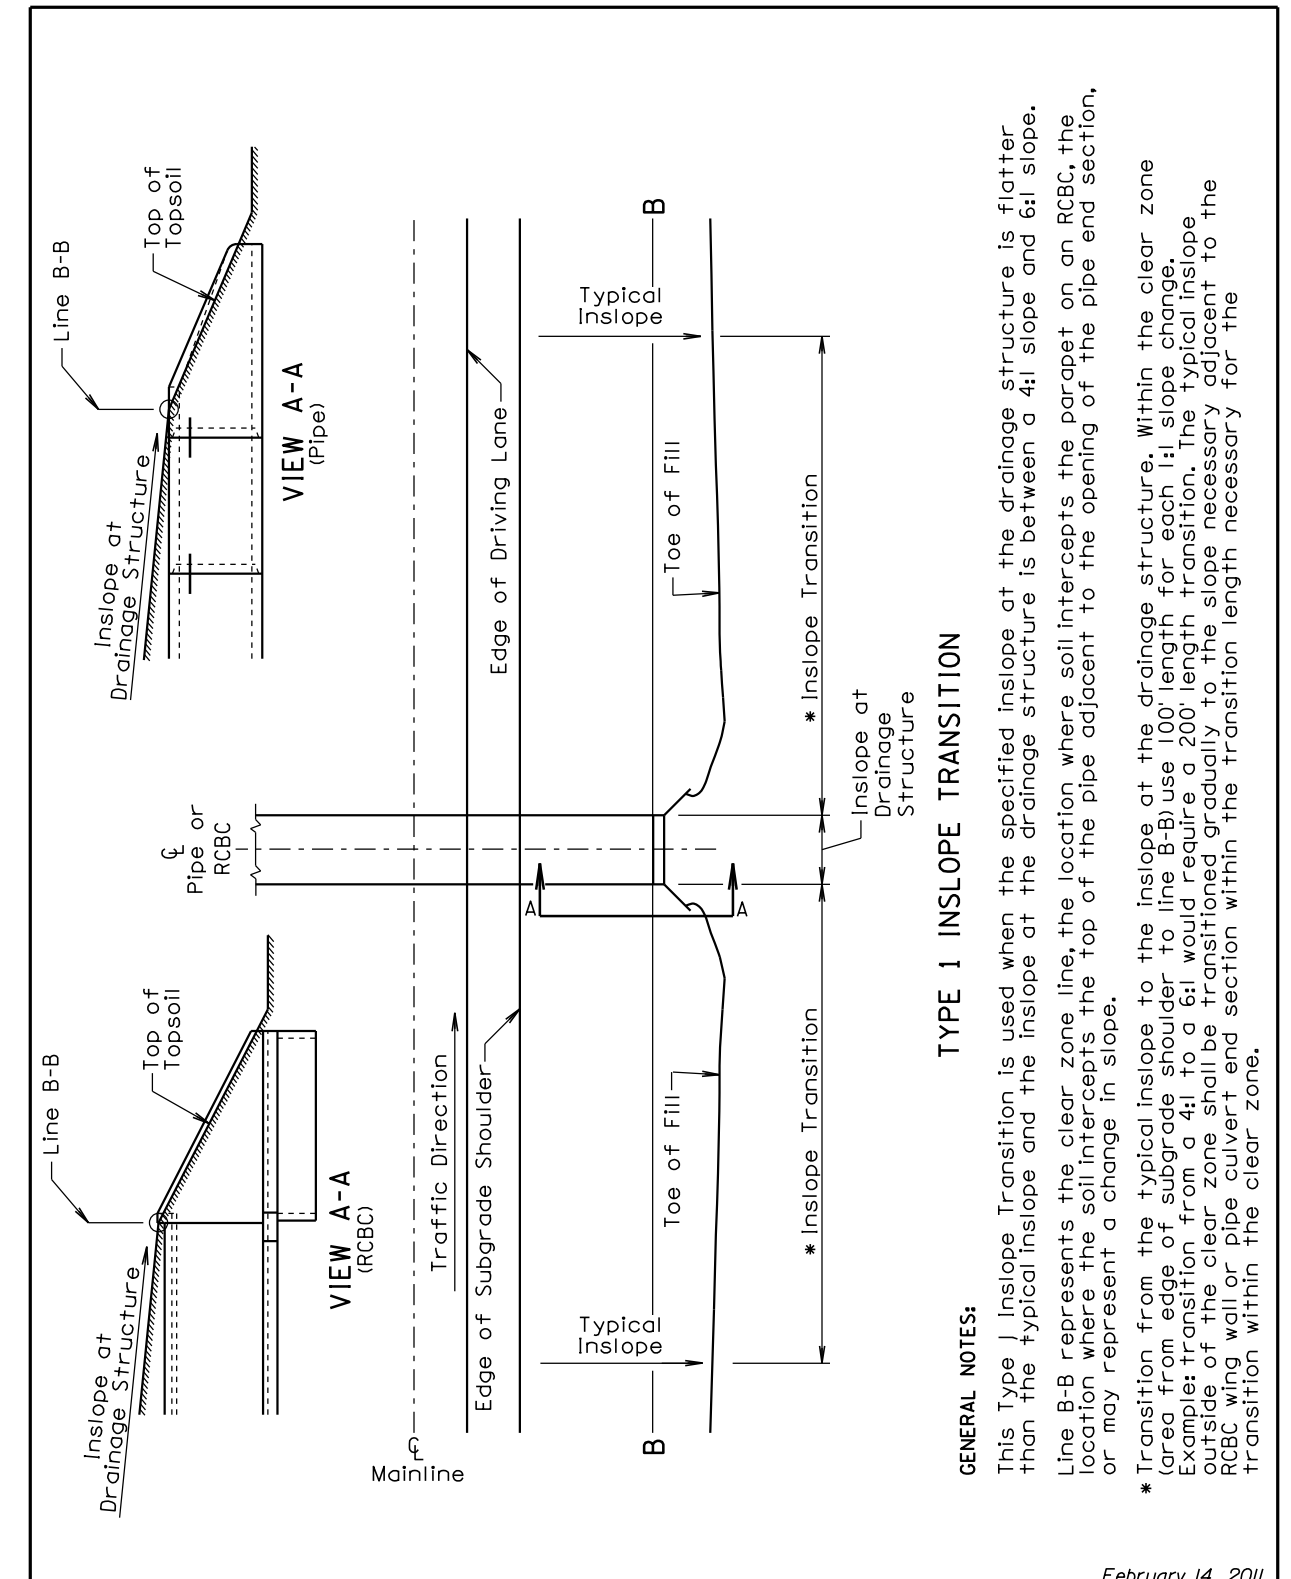 Inslope at
Drainage Structure
Line B-B
Top of
Topsoil
VIEW A-A
(RCBC)
Inslope at
Drainage Structure
Line B-B
Top of
Topsoil
VIEW A-A
(Pipe)
℄
Pipe or
RCBC
℄
Mainline
Traffic Direction
Edge of Subgrade Shoulder
Edge of Driving Lane
A
A
Typical
Inslope
Typical
Inslope
B
B
Toe of Fill
Toe of Fill
* Inslope Transition
* Inslope Transition
Inslope at
Drainage
Structure
TYPE 1 INSLOPE TRANSITION
GENERAL NOTES:
This Type 1 Inslope Transition is used when the specified inslope at the drainage structure is flatter
than the typical inslope and the inslope at the drainage structure is between a 4:1 slope and 6:1 slope.
Line B-B represents the clear zone line, the location where soil intercepts the parapet on an RCBC, the
location where the soil intercepts the top of the pipe adjacent to the opening of the pipe end section,
or may represent a change in slope.
* Transition from the typical inslope to the inslope at the drainage structure. Within the clear zone
(area from edge of subgrade shoulder to line B-B) use 100' length for each 1:1 slope change.
Example: transition from a 4:1 to a 6:1 would require a 200' length transition. The typical inslope
outside of the clear zone shall be transitioned gradually to the slope necessary adjacent to the
RCBC wing wall or pipe culvert end section within the transition length necessary for the
transition within the clear zone.
February 14, 2011